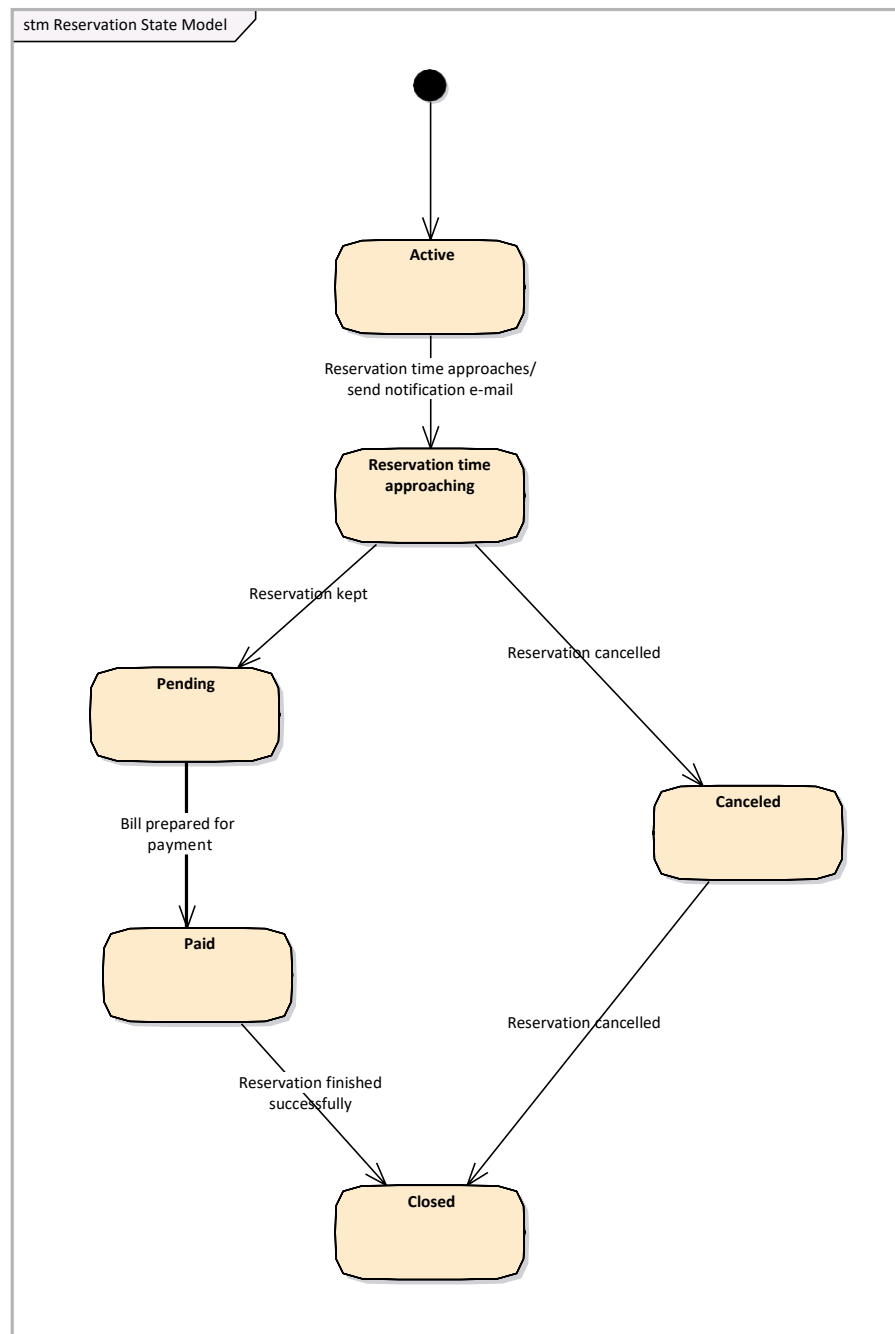 stm Reservation State Model
Active
Reservation time approaches/
send notification e-mail
Reservation time
approaching
Reservation kept
Reservation cancelled
Pending
Canceled
Bill prepared for
payment
Paid
Reservation cancelled
Reservation finished
successfully
Closed